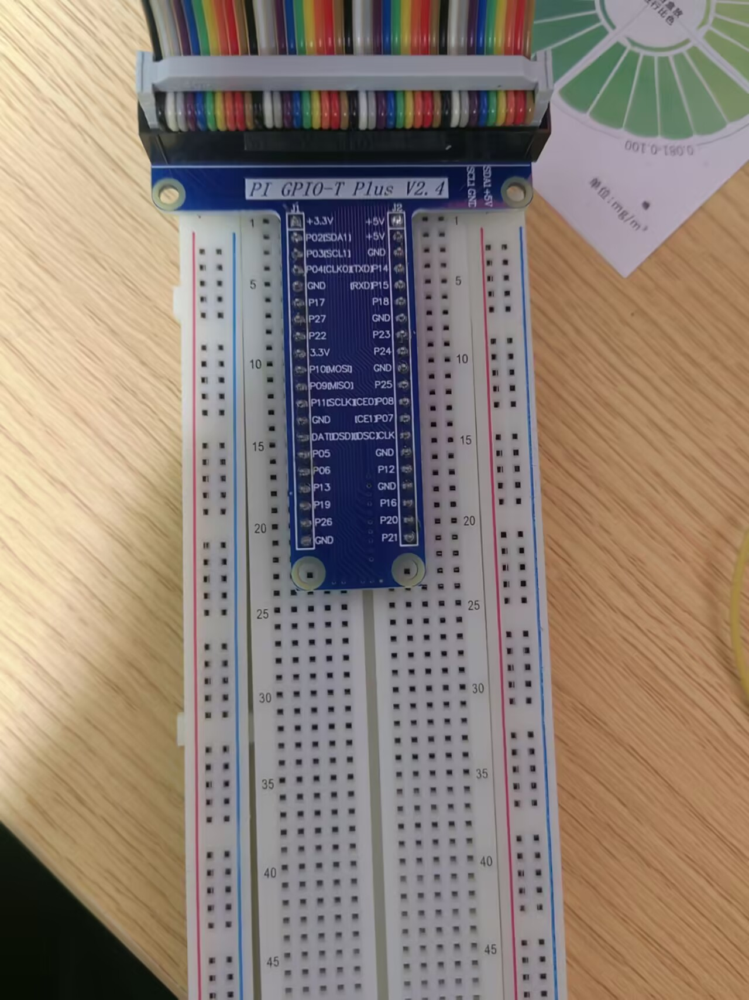 行比色
0.081-0.100
单位:mg/m³
SCL1 GND
SDA1 +5V
PI GPIO-T Plus V2.4
J1
J2
1
+3.3V
+5V
1
P02[SDA1]
+5V
P03[SCL1]
GND
P04[CLK0]
[TXD]P14
5
GND
[RXD]P15
5
P17
P18
P27
GND
P22
P23
3.3V
P24
10
P10[MOSI]
GND
10
P09[MISO]
P25
P11[SCLK]
[CE0]P08
GND
[CE1]P07
DAT[IDSD]
[IDSC]CLK
15
15
P05
GND
P06
P12
P13
GND
P19
P16
20
P26
P20
20
GND
P21
25
25
30
30
35
35
40
40
45
45